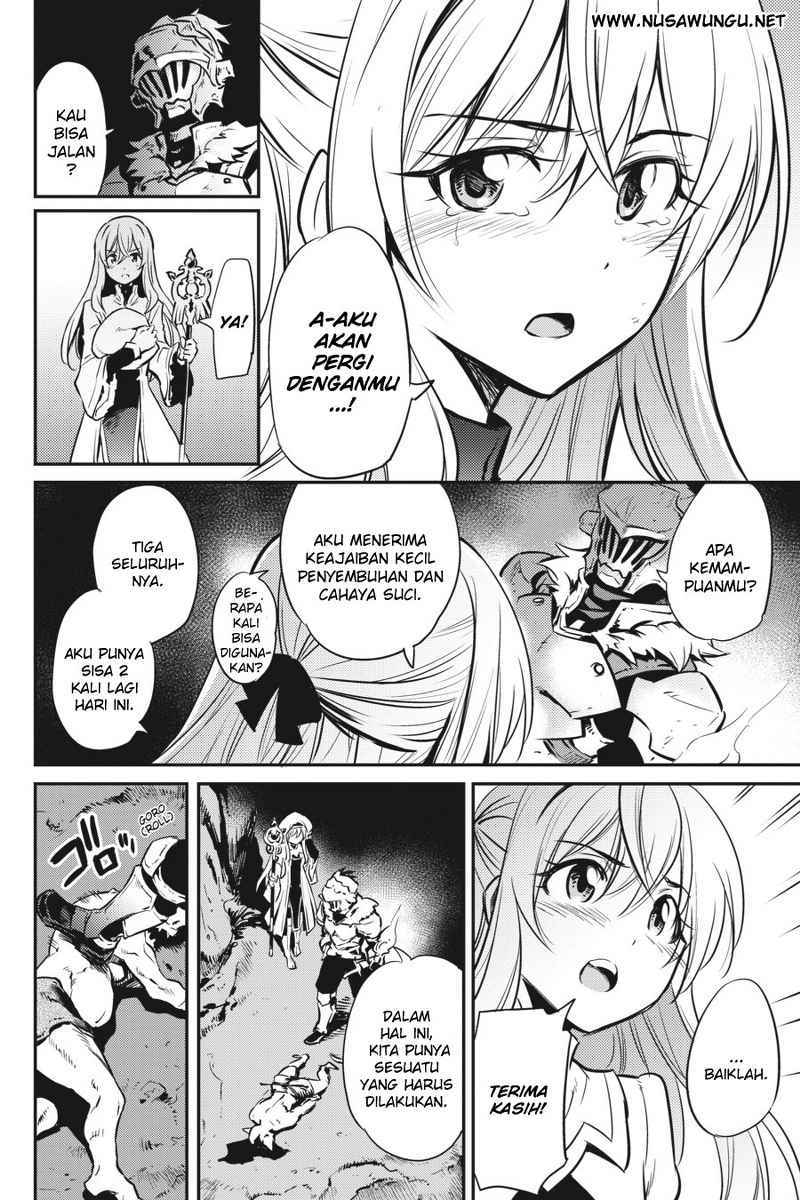 WWW.NUSAWUNGU.NET
A-AKU
AKAN
PERGI
DENGANMU
...!
KAU
BISA
JALAN
?
YA!
APA
KEMAM-
PUANMU?
AKU MENERIMA
KEAJAIBAN KECIL
PENYEMBUHAN DAN
CAHAYA SUCI.
BE-
RAPA
KALI
BISA
DIGUNA-
KAN?
TIGA
SELURUH-
NYA.
AKU PUNYA
SISA 2
KALI LAGI
HARI INI.
...
BAIKLAH.
TERIMA
KASIH!
DALAM
HAL INI,
KITA PUNYA
SESUATU
YANG HARUS
DILAKUKAN.
GORO
(ROLL)
ゴロッ